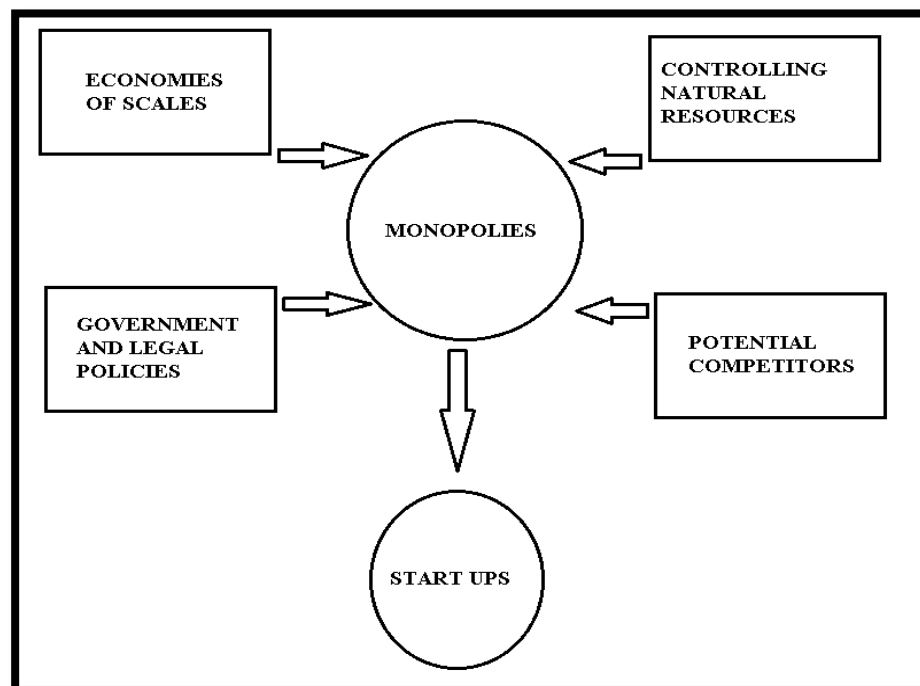 ECONOMIES
OF SCALES
CONTROLLING
NATURAL
RESOURCES
MONOPOLIES
GOVERNMENT
AND LEGAL
POLICIES
POTENTIAL
COMPETITORS
START UPS